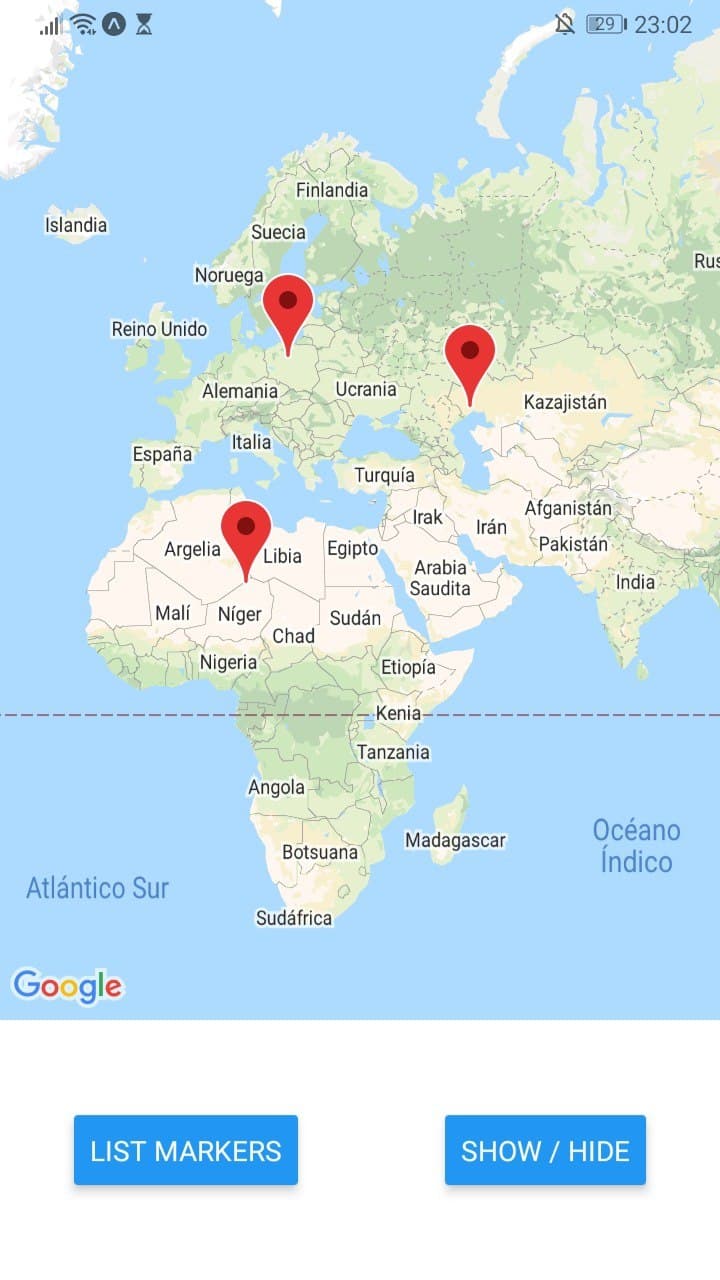 29 23:02
Finlandia
Islandia
Suecia
Rus
Noruega
Reino Unido
Alemania
Ucrania
Kazajistán
Italia
España
Turquía
Afganistán
Irak
Irán
Pakistán
Argelia
Libia
Egipto
Arabia
Saudita
India
Malí
Níger
Sudán
Chad
Nigeria
Etiopía
Kenia
Tanzania
Angola
Océano
Índico
Madagascar
Botsuana
Atlántico Sur
Sudáfrica
Google
LIST MARKERS
SHOW / HIDE